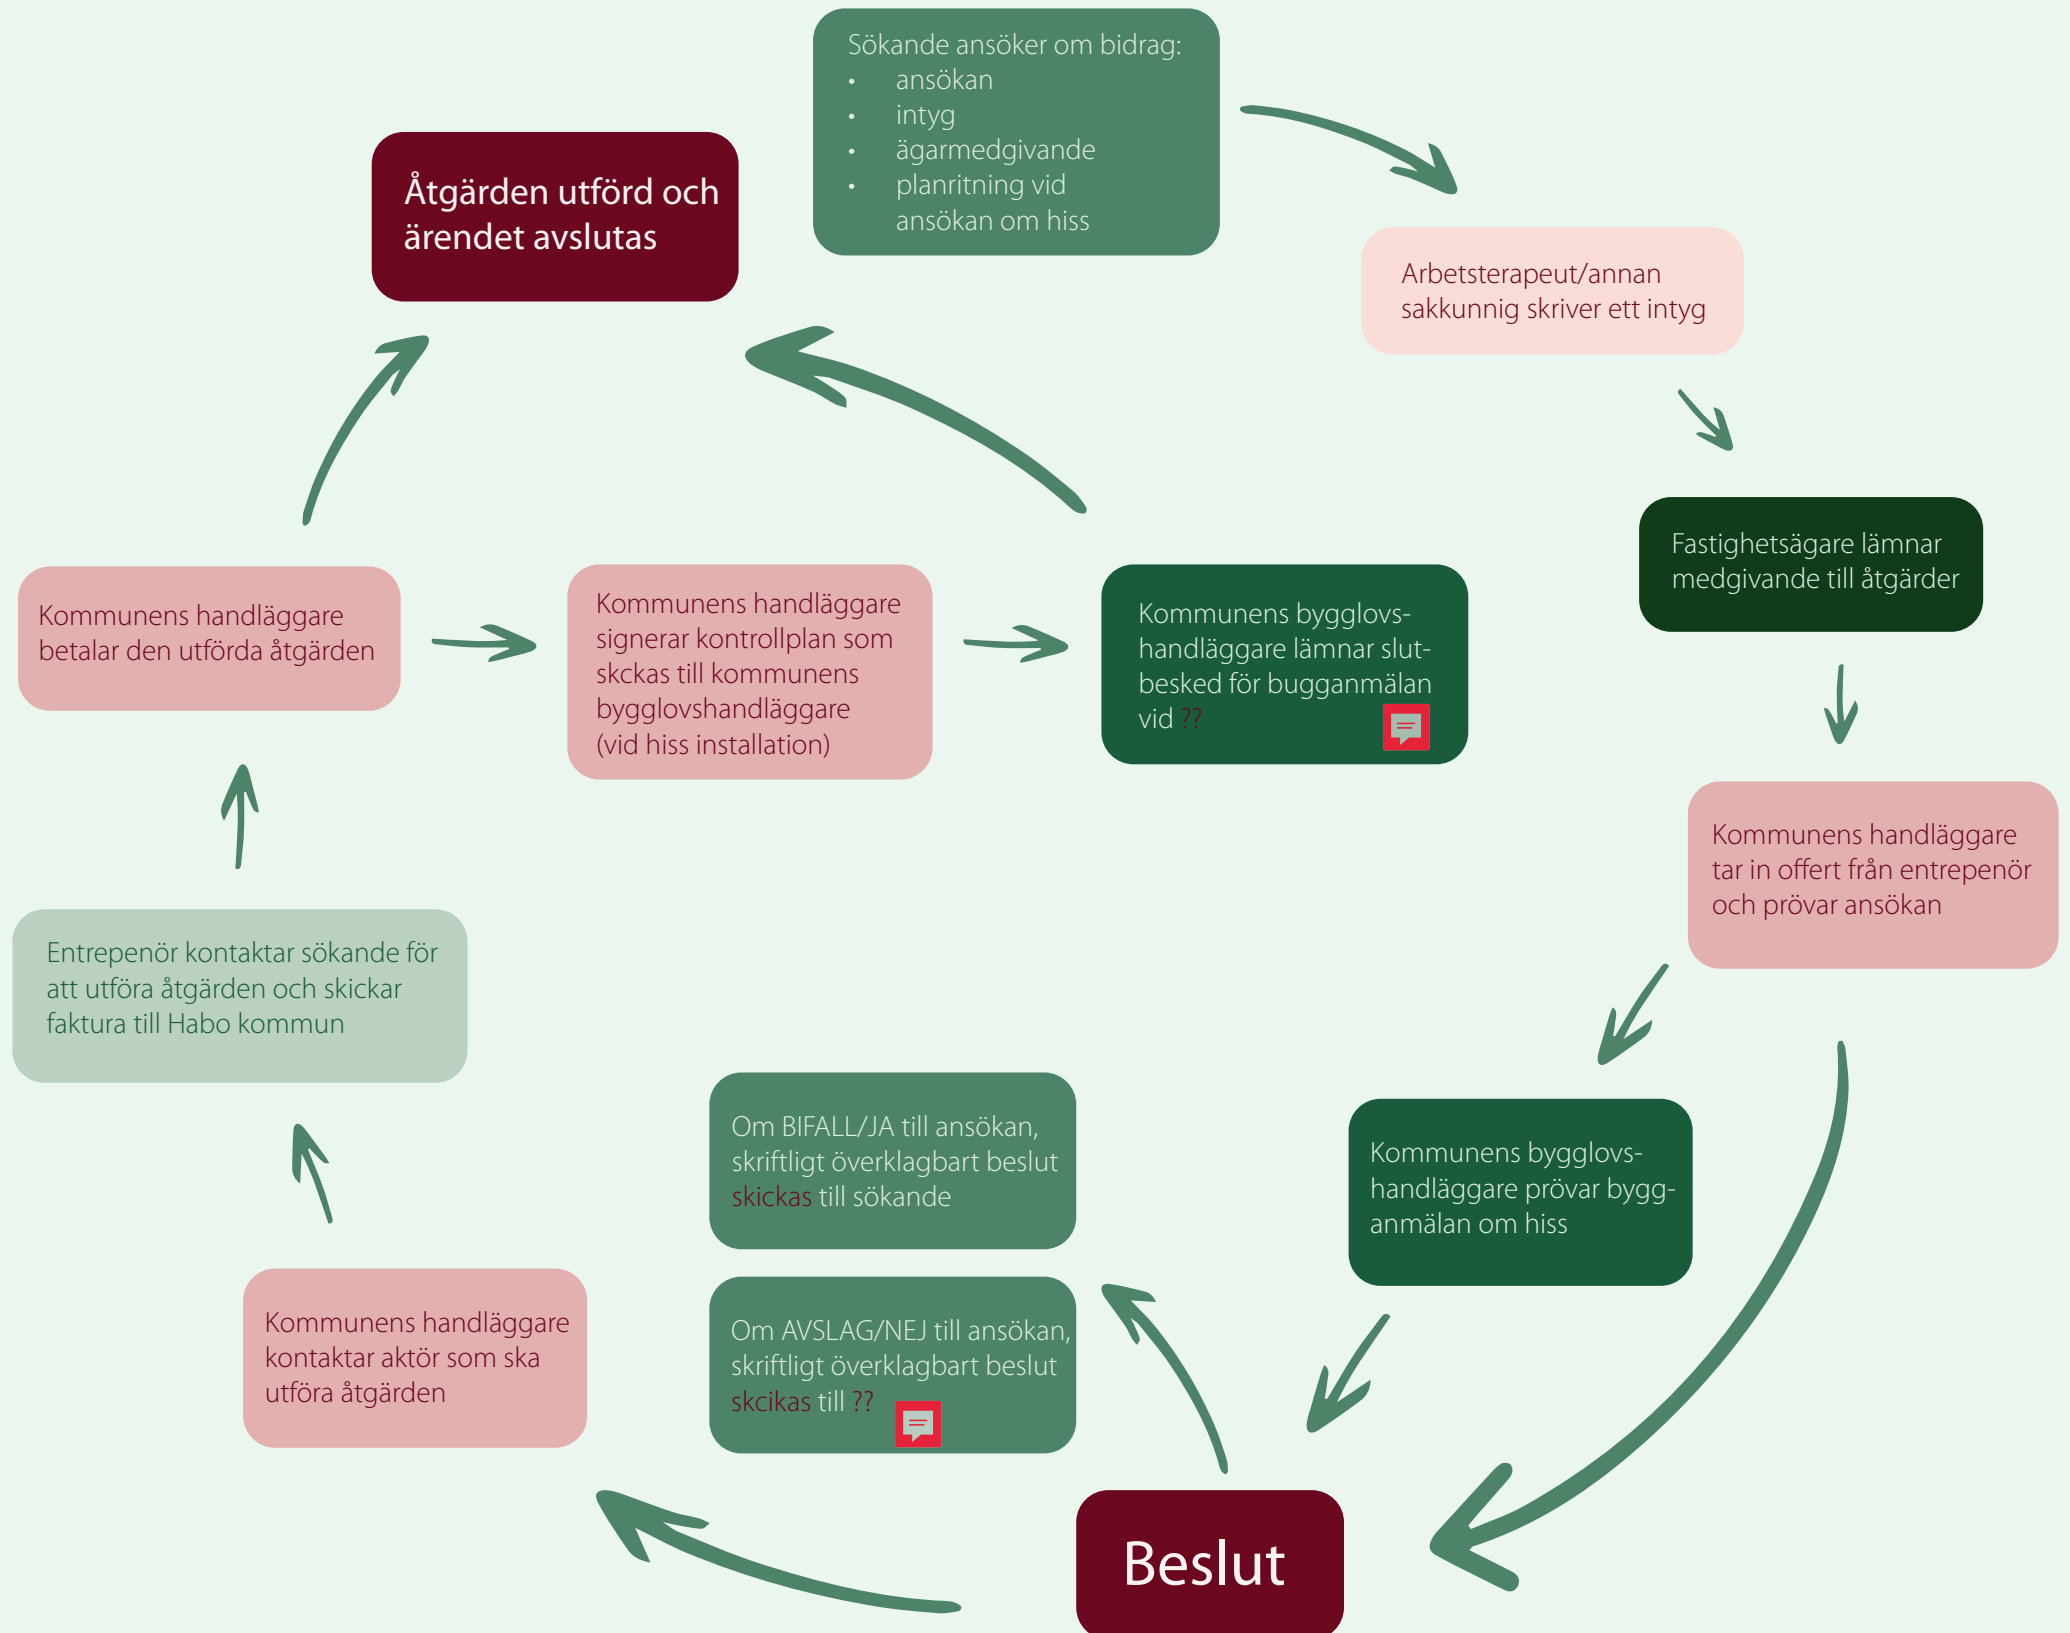 Sökande ansöker om bidrag:
• ansökan
• intyg
• ägarmedgivande
• planritning vid
ansökan om hiss
Åtgärden utförd och
ärendet avslutas
Arbetsterapeut/annan
sakkunnig skriver ett intyg
Fastighetsägare lämnar
medgivande till åtgärder
Kommunens handläggare
tar in offert från entrepenör
och prövar ansökan
Kommunens bygglovs-
handläggare prövar bygg-
anmälan om hiss
Beslut
Om BIFALL/JA till ansökan,
skriftligt överklagbart beslut
skickas till sökande
Om AVSLAG/NEJ till ansökan,
skriftligt överklagbart beslut
skcikas till ??
Kommunens handläggare
kontaktar aktör som ska
utföra åtgärden
Entrepenör kontaktar sökande för
att utföra åtgärden och skickar
faktura till Habo kommun
Kommunens handläggare
betalar den utförda åtgärden
Kommunens handläggare
signerar kontrollplan som
skckas till kommunens
bygglovshandläggare
(vid hiss installation)
Kommunens bygglovs-
handläggare lämnar slut-
besked för bugganmälan
vid ??